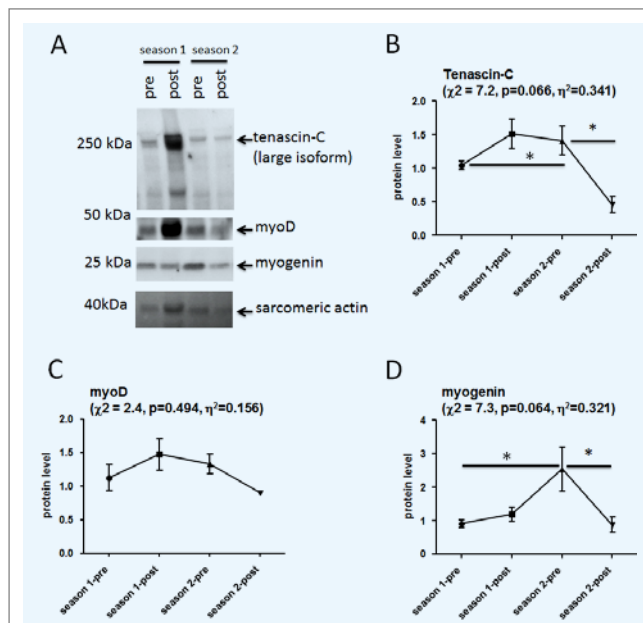 A
season 1 season 2
pre post pre post
250 kDa
tenascin-C
(large isoform)
50 kDa
myoD
25 kDa
myogenin
40kDa
sarcomeric actin
B
Tenascin-C
(χ2 = 7.2, p=0.066, η²=0.341)
protein level
2.0
1.5
1.0
0.5
0.0
*
*
season 1-pre
season 1-post
season 2-pre
season 2-post
C
myoD
(χ2 = 2.4, p=0.494, η²=0.156)
protein level
2.0
1.5
1.0
0.5
0.0
season 1-pre
season 1-post
season 2-pre
season 2-post
D
myogenin
(χ2 = 7.3, p=0.064, η²=0.321)
protein level
4
3
2
1
0
*
*
season 1-pre
season 1-post
season 2-pre
season 2-post